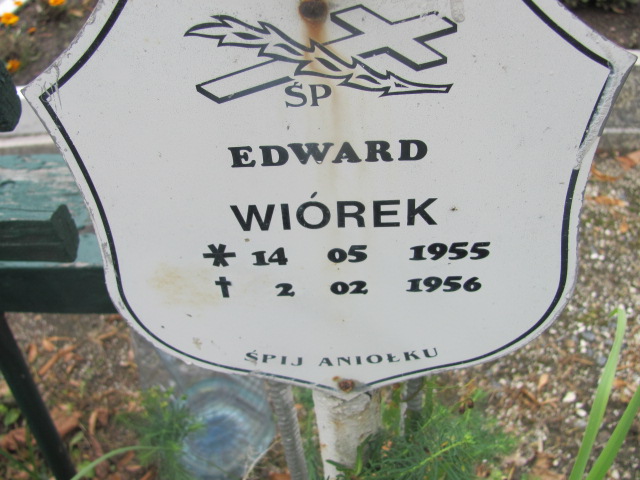 ŚP
EDWARD
WIÓREK
* 14 05 1955
† 2 02 1956
ŚPIJ ANIOŁKU